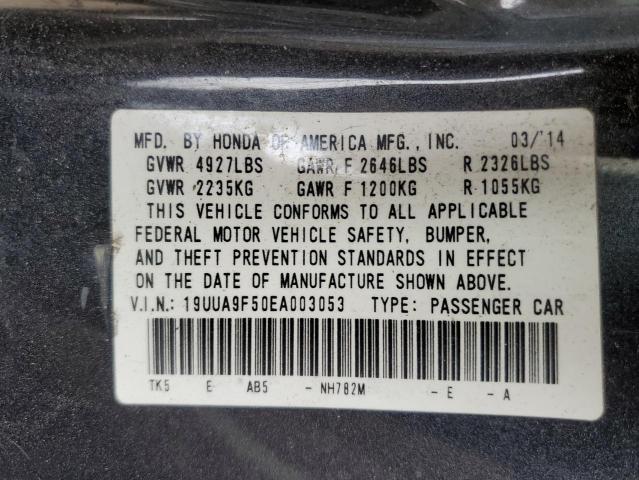 MFD. BY HONDA OF AMERICA MFG., INC. 03/'14
GVWR 4927LBS GAWR F 2646LBS R 2326LBS
GVWR 2235KG GAWR F 1200KG R 1055KG
THIS VEHICLE CONFORMS TO ALL APPLICABLE
FEDERAL MOTOR VEHICLE SAFETY, BUMPER,
AND THEFT PREVENTION STANDARDS IN EFFECT
ON THE DATE OF MANUFACTURE SHOWN ABOVE.
V.I.N.: 19UUA9F50EA003053 TYPE: PASSENGER CAR
TK5 E AB5 - NH782M - E - A